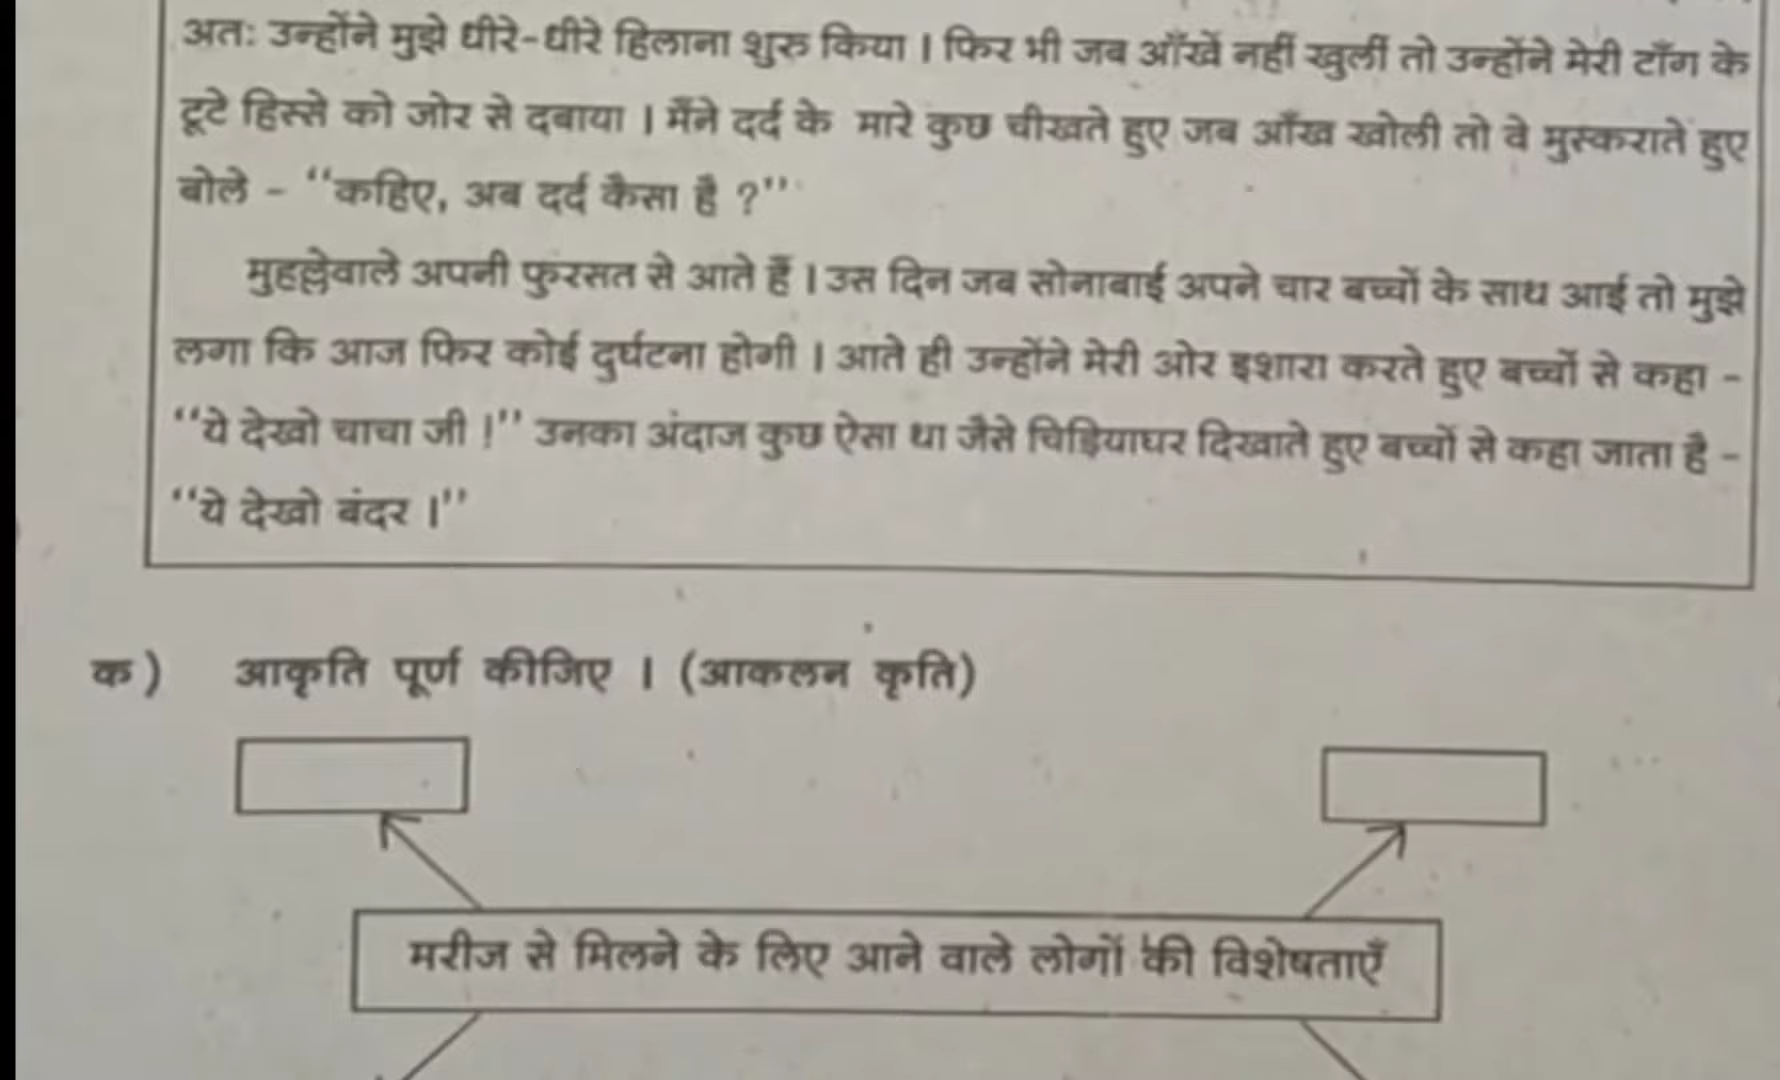 अतः उन्होंने मुझे धीरे-धीरे हिलाना शुरु किया । फिर भी जब आँखें नहीं खुलीं तो उन्होंने मेरी टाँग के
टूटे हिस्से को जोर से दबाया । मैंने दर्द के मारे कुछ चीखते हुए जब आँख खोली तो वे मुस्कराते हुए
बोले - “कहिए, अब दर्द कैसा है ?”
मुहल्लेवाले अपनी फुरसत से आते हैं । उस दिन जब सोनाबाई अपने चार बच्चों के साथ आई तो मुझे
लगा कि आज फिर कोई दुर्घटना होगी । आते ही उन्होंने मेरी ओर इशारा करते हुए बच्चों से कहा -
“ये देखो चाचा जी !” उनका अंदाज कुछ ऐसा था जैसे चिड़ियाघर दिखाते हुए बच्चों से कहा जाता है -
“ये देखो बंदर ।”
क) आकृति पूर्ण कीजिए । (आकलन कृति)
मरीज से मिलने के लिए आने वाले लोगों की विशेषताएँ